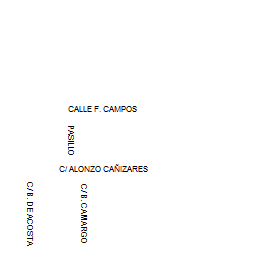 CALLE F. CAMPOS
PASILLO
C/ ALONZO CAÑIZARES
C/ B. DE ACOSTA
C/ B. CAMARGO